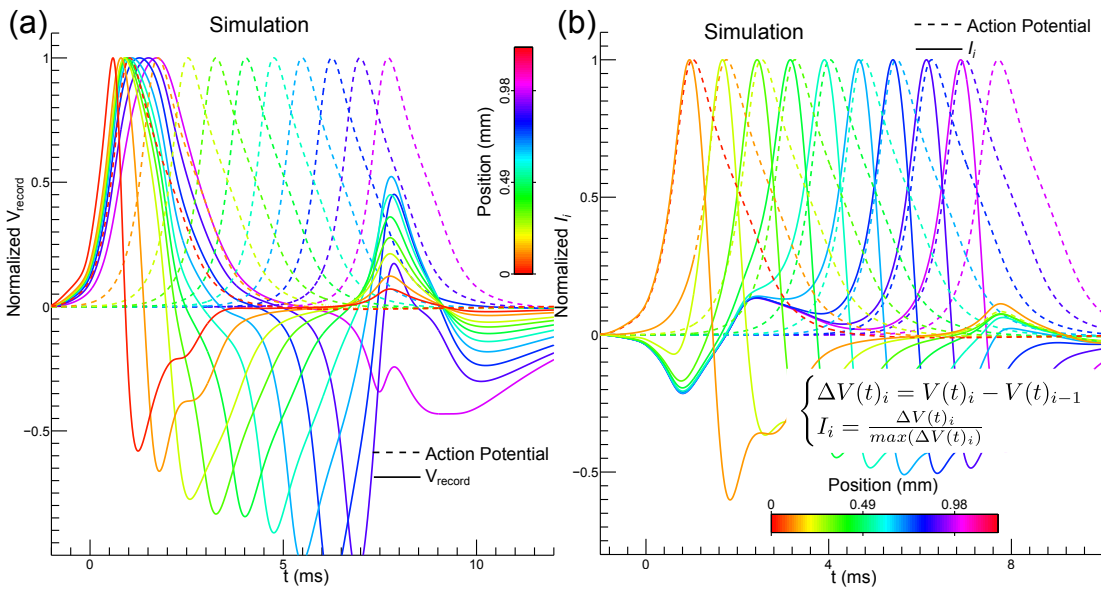 (a)
Simulation
Normalized V_record
1
0.5
0
−0.5
0
5
10
t (ms)
Position (mm)
0.98
0.49
0
Action Potential
V_record
(b)
Simulation
Action Potential
I_i
Normalized I_i
1
0.5
0
−0.5
0
4
8
t (ms)
ΔV(t)_i = V(t)_i − V(t)_{i−1}
I_i = ΔV(t)_i / max(ΔV(t)_i)
Position (mm)
0
0.49
0.98